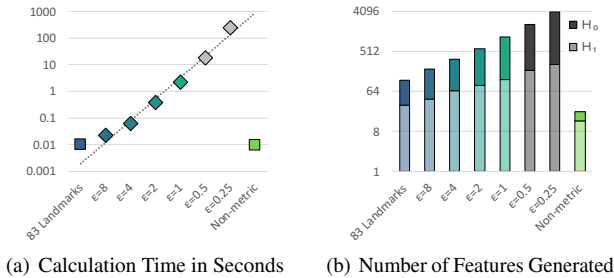 1000
100
10
1
0.1
0.01
0.001
83 Landmarks
ε=8
ε=4
ε=2
ε=1
ε=0.5
ε=0.25
Non-metric
(a) Calculation Time in Seconds
4096
512
64
8
1
H₀
H₁
83 Landmarks
ε=8
ε=4
ε=2
ε=1
ε=0.5
ε=0.25
Non-metric
(b) Number of Features Generated